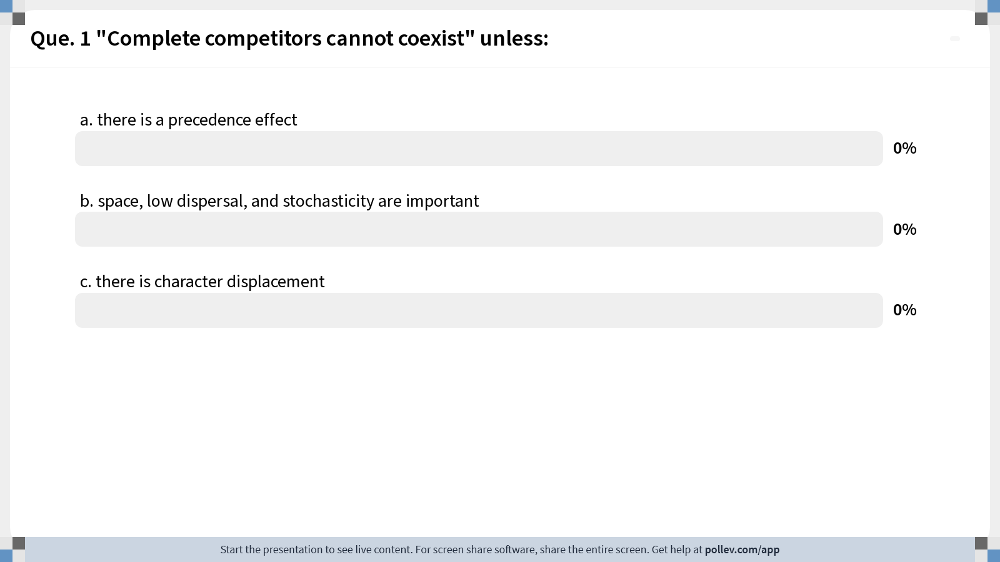 Que. 1 "Complete competitors cannot coexist" unless:
a. there is a precedence effect
0%
b. space, low dispersal, and stochasticity are important
0%
c. there is character displacement
0%
Start the presentation to see live content. For screen share software, share the entire screen. Get help at pollev.com/app